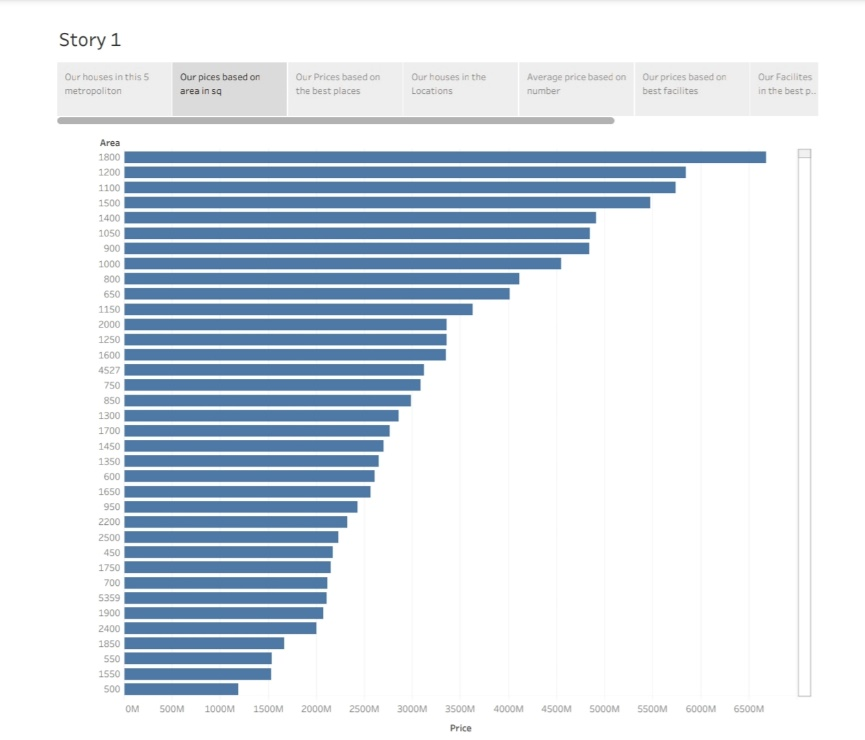 Story 1
Our houses in this 5
metropoliton
Our pices based on
area in sq
Our Prices based on
the best places
Our houses in the
Locations
Average price based on
number
Our prices based on
best facilites
Our Facilites
in the best p..
Area
1800
1200
1100
1500
1400
1050
900
1000
800
650
1150
2000
1250
1600
4527
750
850
1300
1700
1450
1350
600
1650
950
2200
2500
450
1750
700
5359
1900
2400
1850
550
1550
500
0M 500M 1000M 1500M 2000M 2500M 3000M 3500M 4000M 4500M 5000M 5500M 6000M 6500M
Price